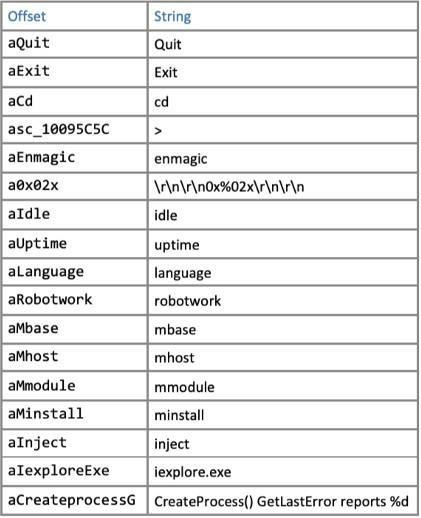 Offset String
aQuit Quit
aExit Exit
aCd cd
asc_10095C5C >
aEnmagic enmagic
a0x02x \r\n\r\n0x%02x\r\n\r\n
aIdle idle
aUptime uptime
aLanguage language
aRobotwork robotwork
aMbase mbase
aMhost mhost
aMmodule mmodule
aMinstall minstall
aInject inject
aIexploreExe iexplore.exe
aCreateprocessG CreateProcess() GetLastError reports %d